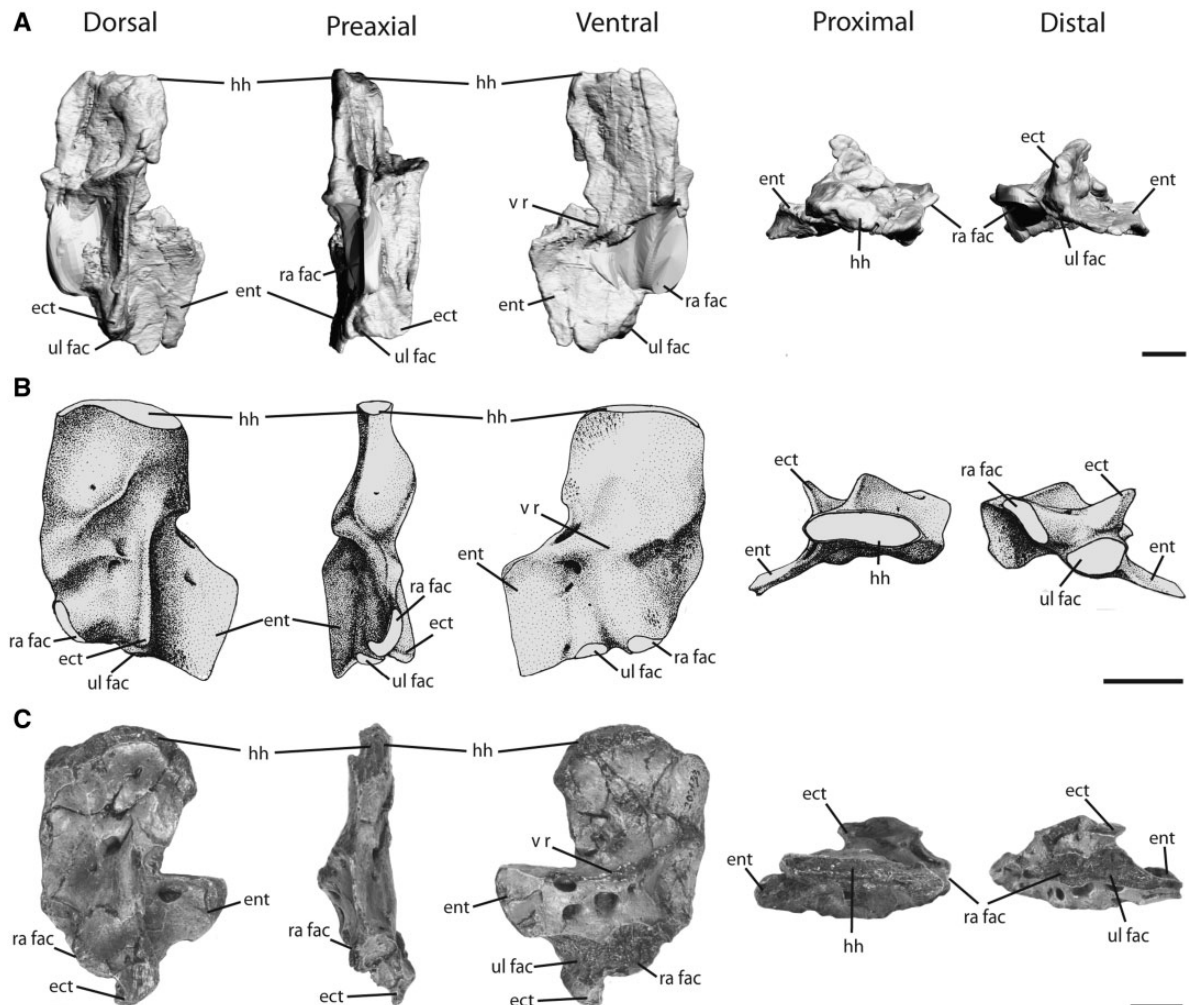 Dorsal Preaxial Ventral Proximal Distal
A
hh hh
ect ent
ent
v r
ra fac
ra fac
hh
ul fac
ent ent
ra fac
ect ect
ul fac ul fac ul fac
B
hh hh
ect ra fac ect
v r
ent
ra fac
ent ent
hh
ul fac
ent
ra fac ect ect
ra fac
ul fac ul fac ul fac
C
hh hh
ect ect
v r
ent ent
ent ent
ra fac
ra fac ra fac
hh
ul fac
ul fac ra fac
ect ect ect